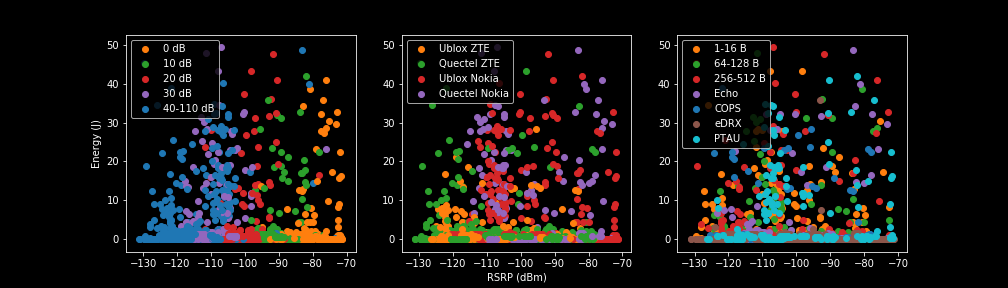 0 dB
10 dB
20 dB
30 dB
40-110 dB
Energy (J)
50
40
30
20
10
0
−130 −120 −110 −100 −90 −80 −70
Ublox ZTE
Quectel ZTE
Ublox Nokia
Quectel Nokia
50
40
30
20
10
0
−130 −120 −110 −100 −90 −80 −70
RSRP (dBm)
1-16 B
64-128 B
256-512 B
Echo
COPS
eDRX
PTAU
50
40
30
20
10
0
−130 −120 −110 −100 −90 −80 −70